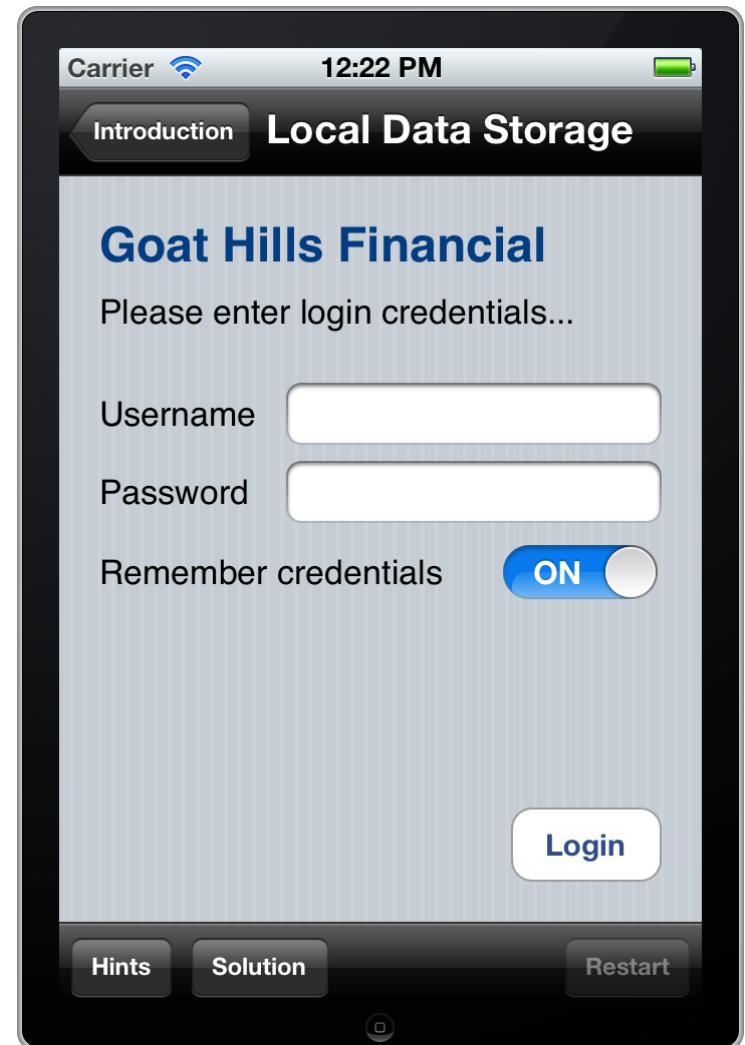 Carrier 12:22 PM
Introduction Local Data Storage
Goat Hills Financial
Please enter login credentials...
Username
Password
Remember credentials ON
Login
Hints Solution Restart